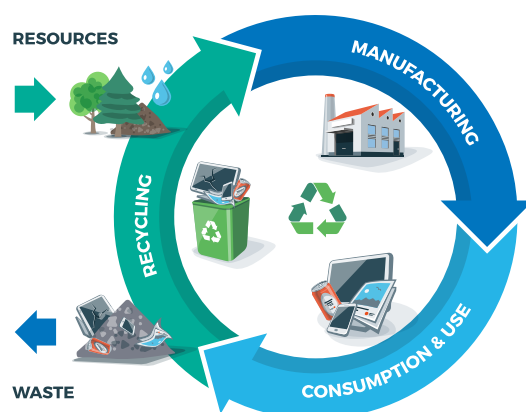 RESOURCES
MANUFACTURING
RECYCLING
CONSUMPTION & USE
WASTE